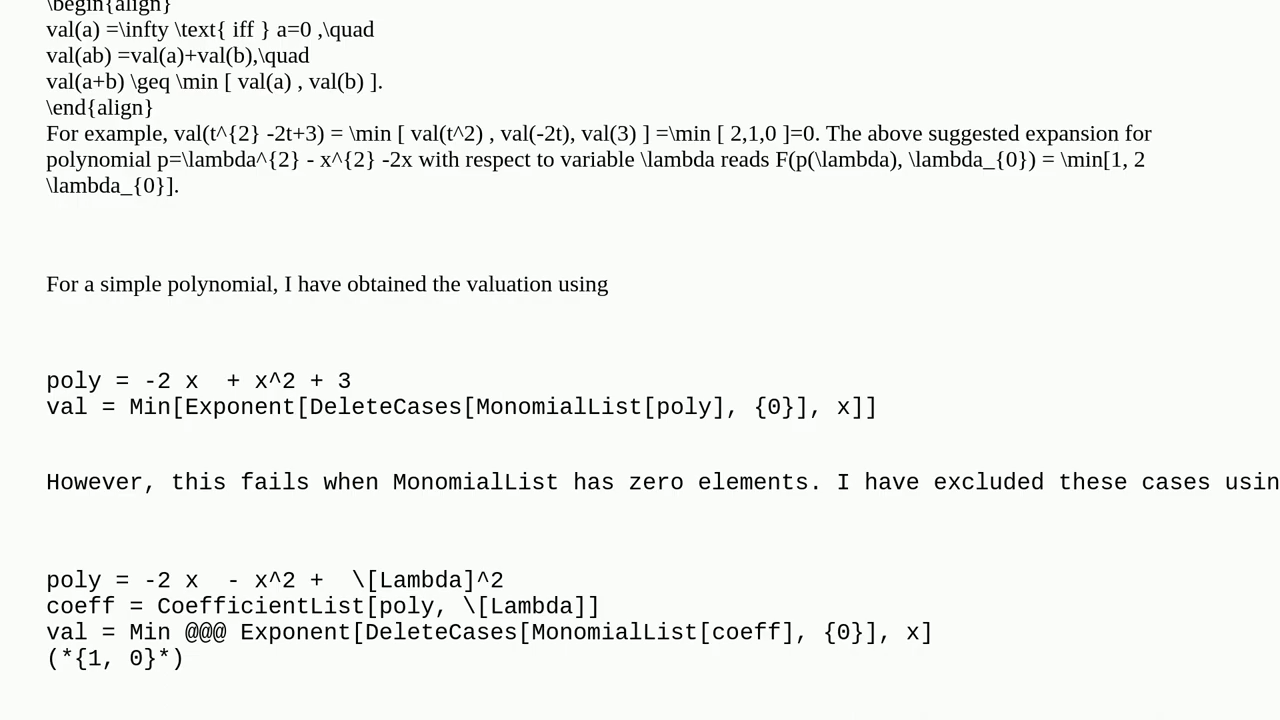 \begin{align}
val(a) =\infty \text{ iff } a=0 ,\quad
val(ab) =val(a)+val(b),\quad
val(a+b) \geq \min [ val(a) , val(b) ].
\end{align}
For example, val(t^{2} -2t+3) = \min [ val(t^2) , val(-2t), val(3) ] =\min [ 2,1,0 ]=0. The above suggested expansion for
polynomial p=\lambda^{2} - x^{2} -2x with respect to variable \lambda reads F(p(\lambda), \lambda_{0}) = \min[1, 2
\lambda_{0}].
For a simple polynomial, I have obtained the valuation using
poly = -2 x  + x^2 + 3
val = Min[Exponent[DeleteCases[MonomialList[poly], {0}], x]]
However, this fails when MonomialList has zero elements. I have excluded these cases usin
poly = -2 x  - x^2 +  \[Lambda]^2
coeff = CoefficientList[poly, \[Lambda]]
val = Min @@@ Exponent[DeleteCases[MonomialList[coeff], {0}], x]
(*{1, 0}*)